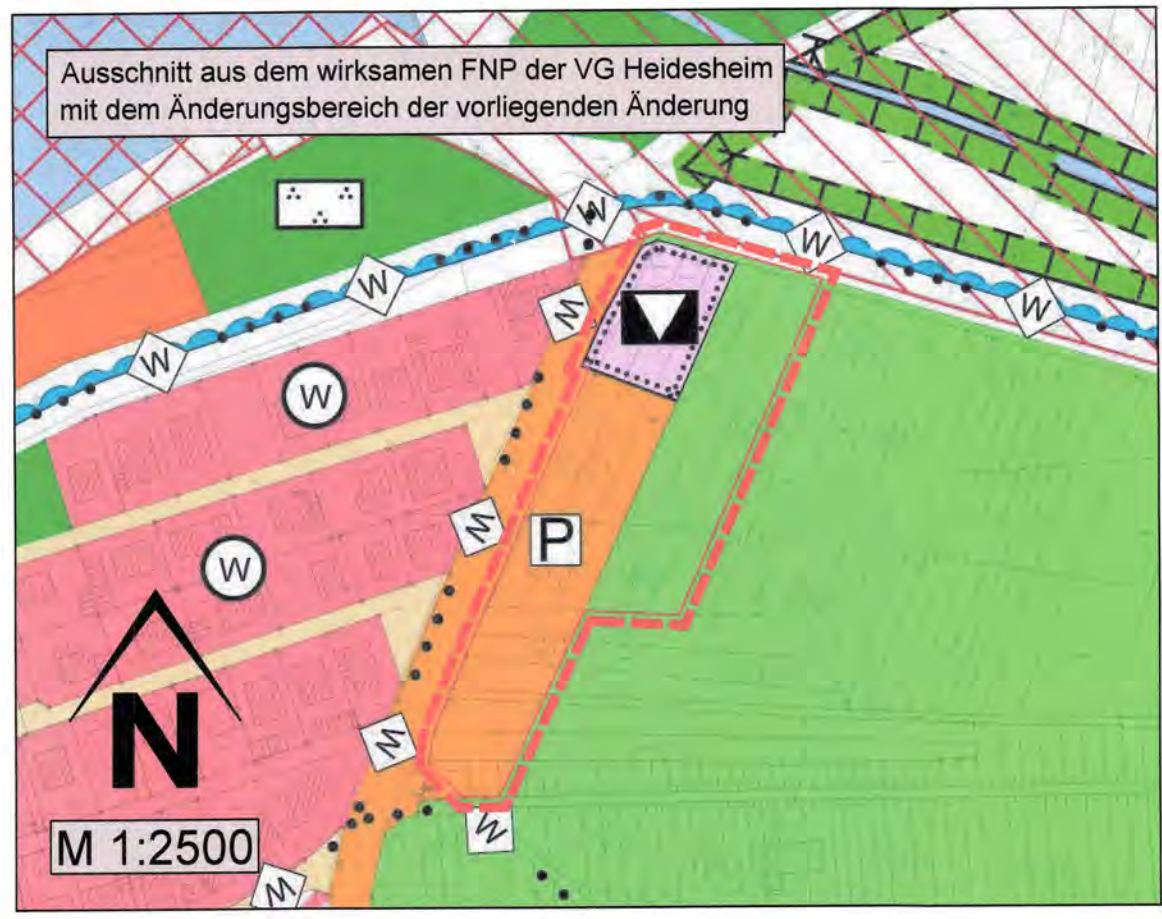 Ausschnitt aus dem wirksamen FNP der VG Heidesheim
mit dem Änderungsbereich der vorliegenden Änderung
W
W
W
W
W
W
W
W
W
P
W
W
N
W
M 1:2500
W